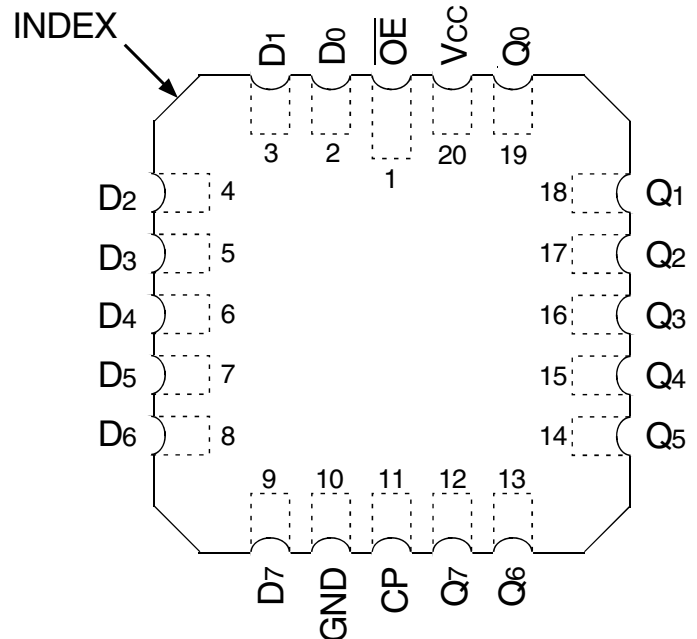 INDEX
D1 D0 O̅E̅ VCC Q0
3 2 1 20 19
D2 4 18 Q1
D3 5 17 Q2
D4 6 16 Q3
D5 7 15 Q4
D6 8 14 Q5
9 10 11 12 13
D7 GND CP Q7 Q6